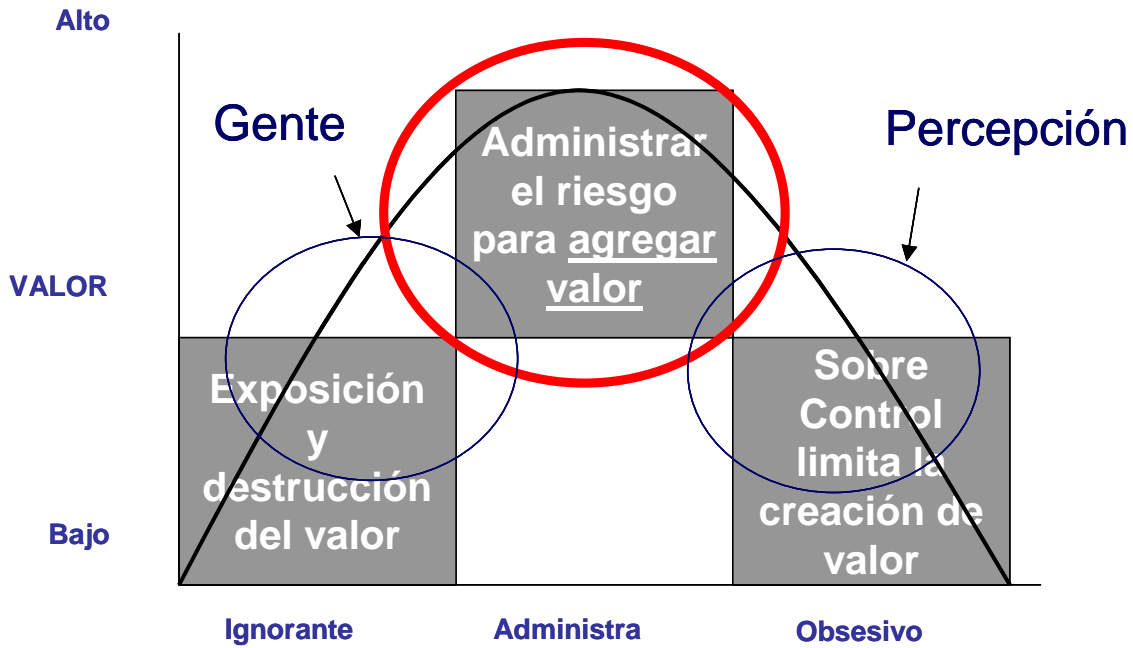 Alto
Gente
Percepción
Administrar
el riesgo
para agregar
valor
VALOR
Exposición
y
destrucción
del valor
Sobre
Control
limita la
creación de
valor
Bajo
Ignorante
Administra
Obsesivo